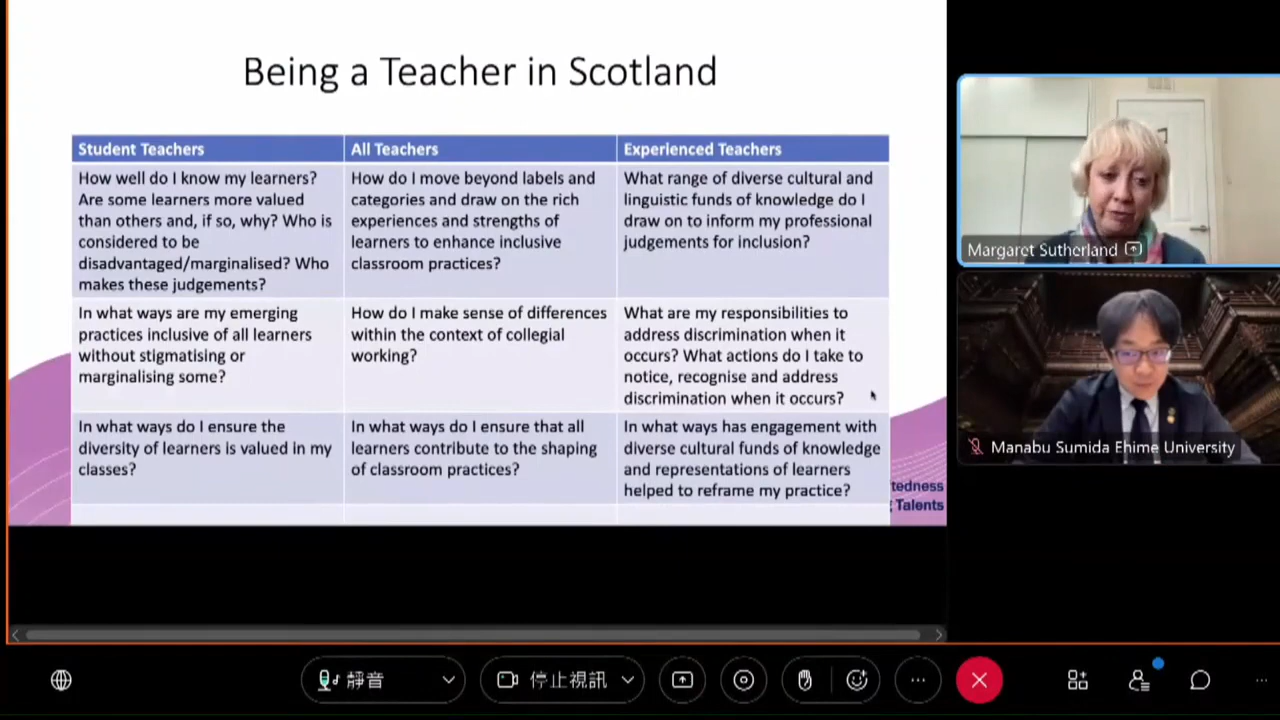 Being a Teacher in Scotland
Student Teachers
All Teachers
Experienced Teachers
How well do I know my learners?
Are some learners more valued
than others and, if so, why? Who is
considered to be
disadvantaged/marginalised? Who
makes these judgements?
How do I move beyond labels and
categories and draw on the rich
experiences and strengths of
learners to enhance inclusive
classroom practices?
What range of diverse cultural and
linguistic funds of knowledge do I
draw on to inform my professional
judgements for inclusion?
In what ways are my emerging
practices inclusive of all learners
without stigmatising or
marginalising some?
How do I make sense of differences
within the context of collegial
working?
What are my responsibilities to
address discrimination when it
occurs? What actions do I take to
notice, recognise and address
discrimination when it occurs?
In what ways do I ensure the
diversity of learners is valued in my
classes?
In what ways do I ensure that all
learners contribute to the shaping
of classroom practices?
In what ways has engagement with
diverse cultural funds of knowledge
and representations of learners
helped to reframe my practice?
tedness
Talents
Margaret Sutherland
Manabu Sumida Ehime University
靜音
停止視訊